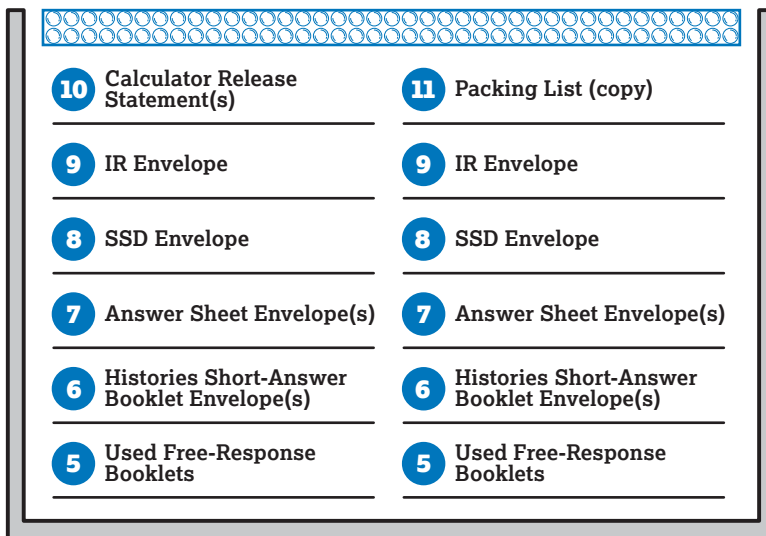 10 Calculator Release
Statement(s)
11 Packing List (copy)
9 IR Envelope
9 IR Envelope
8 SSD Envelope
8 SSD Envelope
7 Answer Sheet Envelope(s)
7 Answer Sheet Envelope(s)
6 Histories Short-Answer
Booklet Envelope(s)
6 Histories Short-Answer
Booklet Envelope(s)
5 Used Free-Response
Booklets
5 Used Free-Response
Booklets